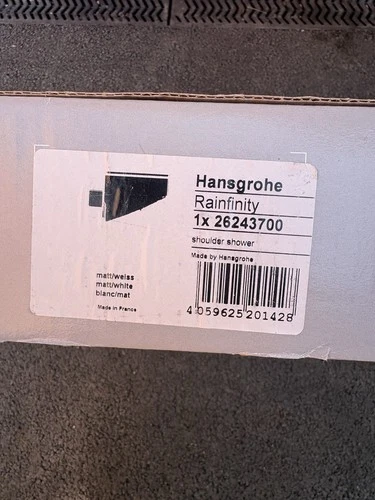 Hansgrohe
Rainfinity
1x 26243700
shoulder shower
Made by Hansgrohe
matt/weiss
matt/white
blanc/mat
Made in France
4 059625 201428